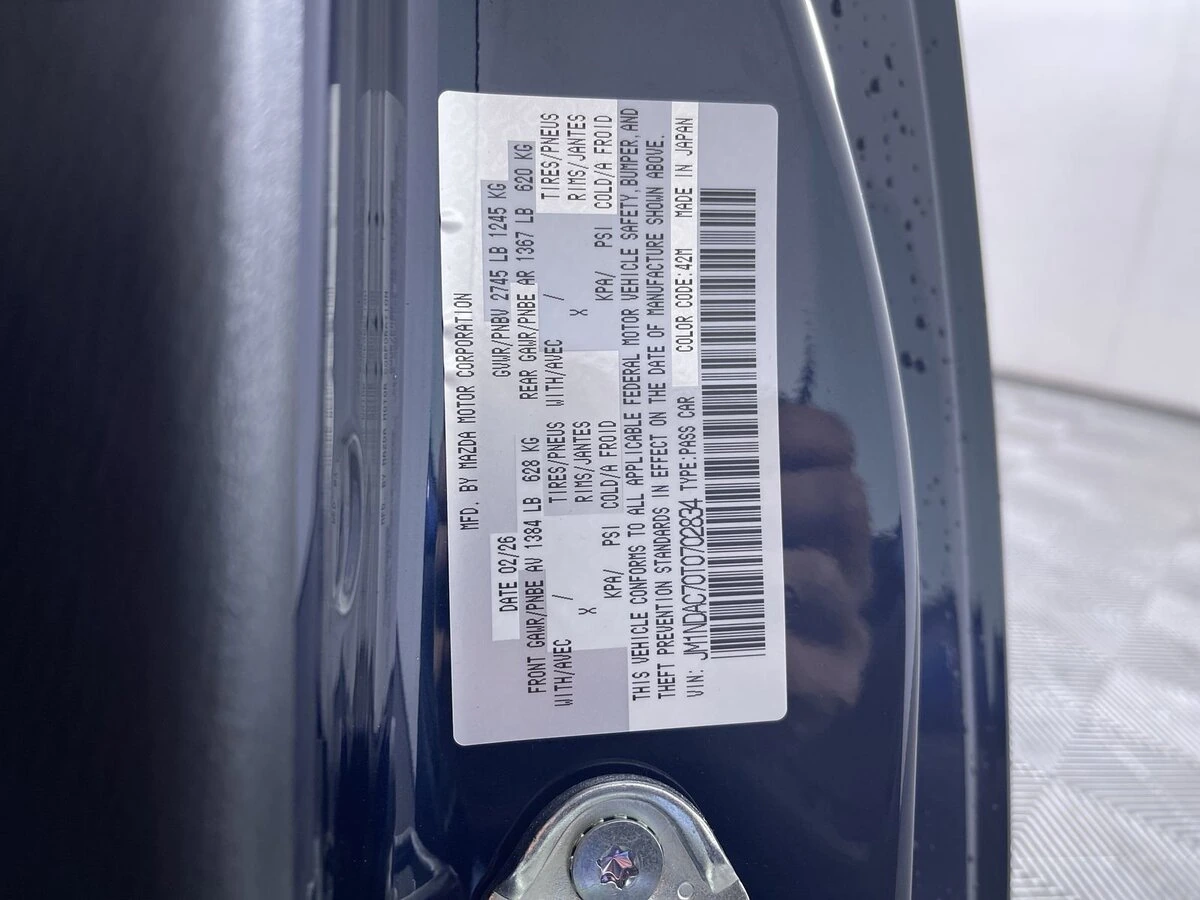 MFD. BY MAZDA MOTOR CORPORATION
DATE 02/26 GVWR/PNBV 2745 LB 1245 KG
FRONT GAWR/PNBE AV 1384 LB 628 KG REAR GAWR/PNBE AR 1367 LB 620 KG
WITH/AVEC / TIRES/PNEUS WITH/AVEC / TIRES/PNEUS
X RIMS/JANTES X RIMS/JANTES
KPA/ PSI COLD/A FROID KPA/ PSI COLD/A FROID
THIS VEHICLE CONFORMS TO ALL APPLICABLE FEDERAL MOTOR VEHICLE SAFETY, BUMPER, AND
THEFT PREVENTION STANDARDS IN EFFECT ON THE DATE OF MANUFACTURE SHOWN ABOVE.
VIN: JM1NDAC70T0702834 TYPE:PASS CAR COLOR CODE:42M MADE IN JAPAN